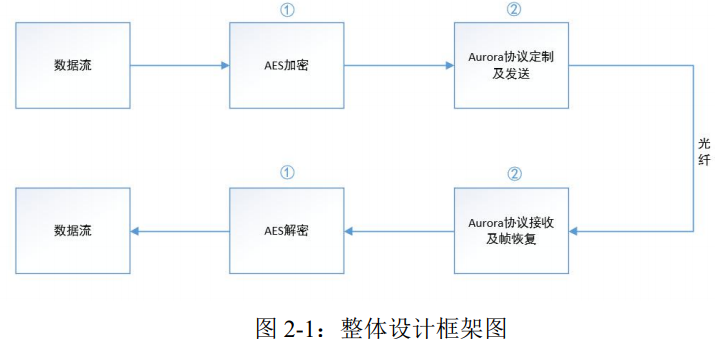 ①
②
数据流
AES加密
Aurora协议定制
及发送
光
纤
①
②
数据流
AES解密
Aurora协议接收
及帧恢复
图 2-1：整体设计框架图